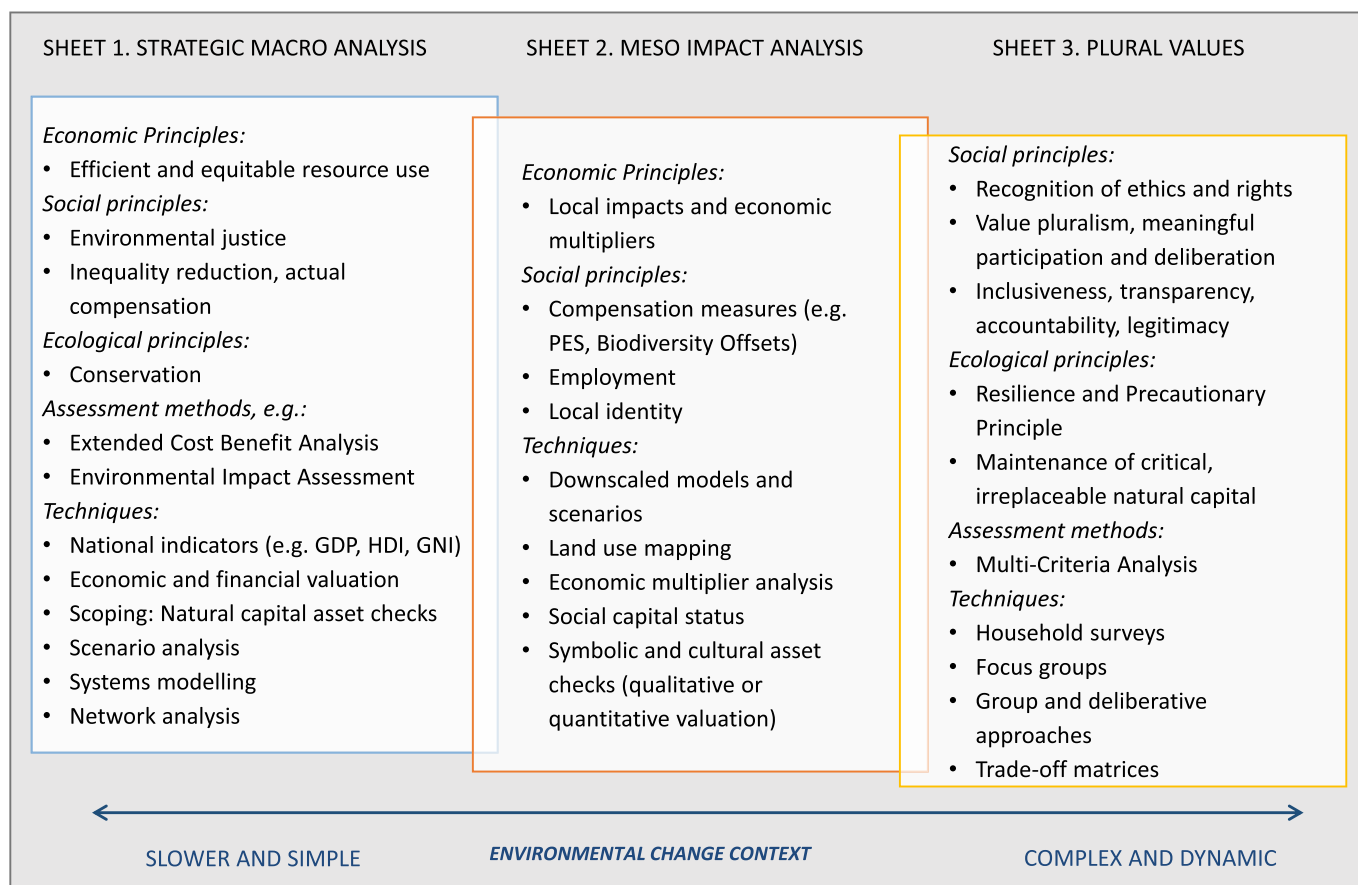 SHEET 1. STRATEGIC MACRO ANALYSIS
Economic Principles:
• Efficient and equitable resource use
Social principles:
• Environmental justice
• Inequality reduction, actual
compensation
Ecological principles:
• Conservation
Assessment methods, e.g.:
• Extended Cost Benefit Analysis
• Environmental Impact Assessment
Techniques:
• National indicators (e.g. GDP, HDI, GNI)
• Economic and financial valuation
• Scoping: Natural capital asset checks
• Scenario analysis
• Systems modelling
• Network analysis
SHEET 2. MESO IMPACT ANALYSIS
Economic Principles:
• Local impacts and economic
multipliers
Social principles:
• Compensation measures (e.g.
PES, Biodiversity Offsets)
• Employment
• Local identity
Techniques:
• Downscaled models and
scenarios
• Land use mapping
• Economic multiplier analysis
• Social capital status
• Symbolic and cultural asset
checks (qualitative or
quantitative valuation)
SHEET 3. PLURAL VALUES
Social principles:
• Recognition of ethics and rights
• Value pluralism, meaningful
participation and deliberation
• Inclusiveness, transparency,
accountability, legitimacy
Ecological principles:
• Resilience and Precautionary
Principle
• Maintenance of critical,
irreplaceable natural capital
Assessment methods:
• Multi-Criteria Analysis
Techniques:
• Household surveys
• Focus groups
• Group and deliberative
approaches
• Trade-off matrices
SLOWER AND SIMPLE
ENVIRONMENTAL CHANGE CONTEXT
COMPLEX AND DYNAMIC